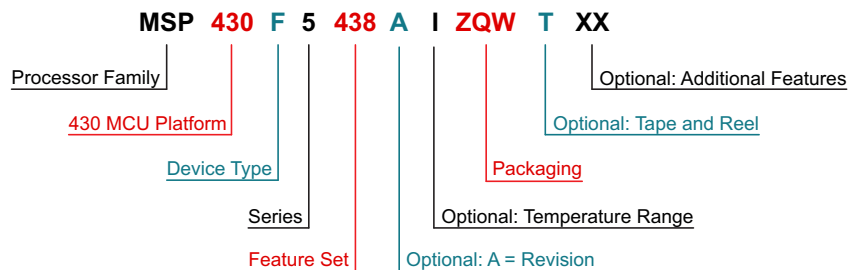 MSP 430 F 5 438 A I ZQW T XX
Processor Family
Optional: Additional Features
430 MCU Platform
Optional: Tape and Reel
Device Type
Packaging
Series
Optional: Temperature Range
Feature Set
Optional: A = Revision